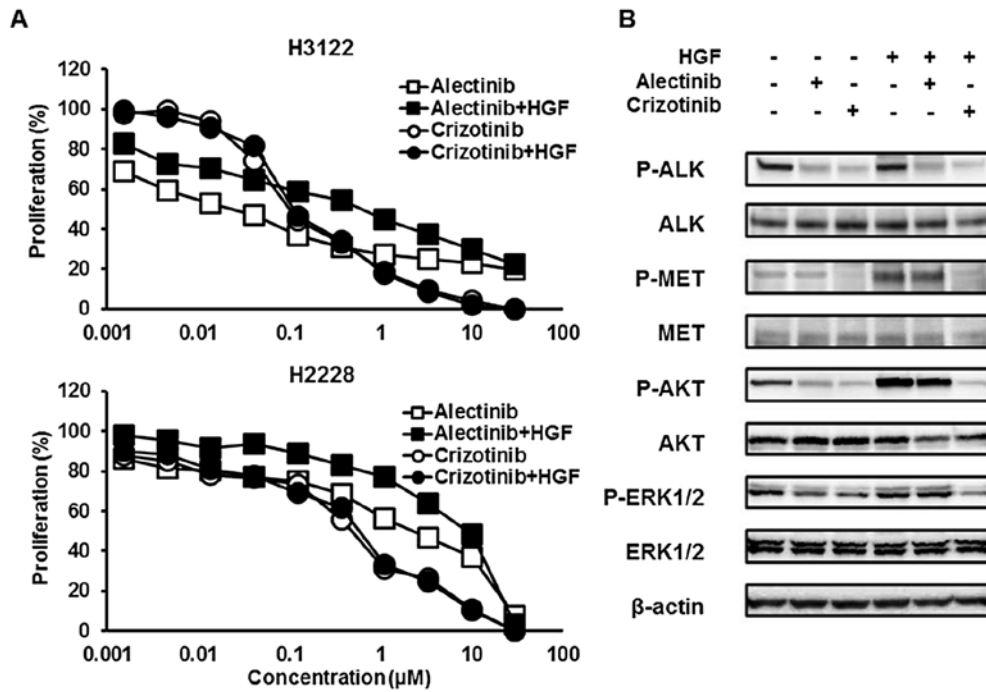 A
H3122
120
100
80
60
40
20
0
Proliferation (%)
Alectinib
Alectinib+HGF
Crizotinib
Crizotinib+HGF
0.001 0.01 0.1 1 10 100
H2228
120
100
80
60
40
20
0
Proliferation (%)
Alectinib
Alectinib+HGF
Crizotinib
Crizotinib+HGF
0.001 0.01 0.1 1 10 100
Concentration (µM)
B
HGF - - - + + +
Alectinib - + - - + -
Crizotinib - - + - - +
P-ALK
ALK
P-MET
MET
P-AKT
AKT
P-ERK1/2
ERK1/2
β-actin